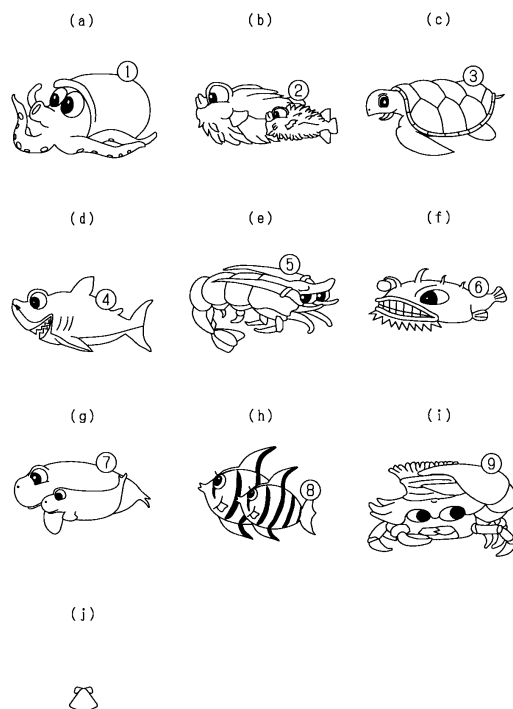 (a) (b) (c)
① ② ③
(d) (e) (f)
④ ⑤ ⑥
(g) (h) (i)
⑦ ⑧ ⑨
(j)